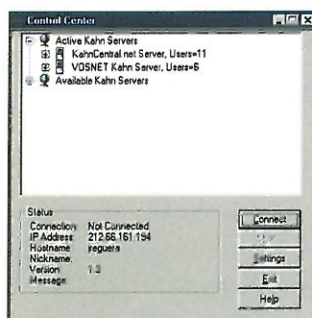 Control Center
Active Kahn Servers
KahnCentral.net Server, Users=11
VOSNET Kahn Server, Users=6
Available Kahn Servers
Status
Connection: Not Connected
IP Address: 212.66.161.194
Hostname: reguera
Nickname:
Version: 1.3
Message:
Connect
Settings
Exit
Help